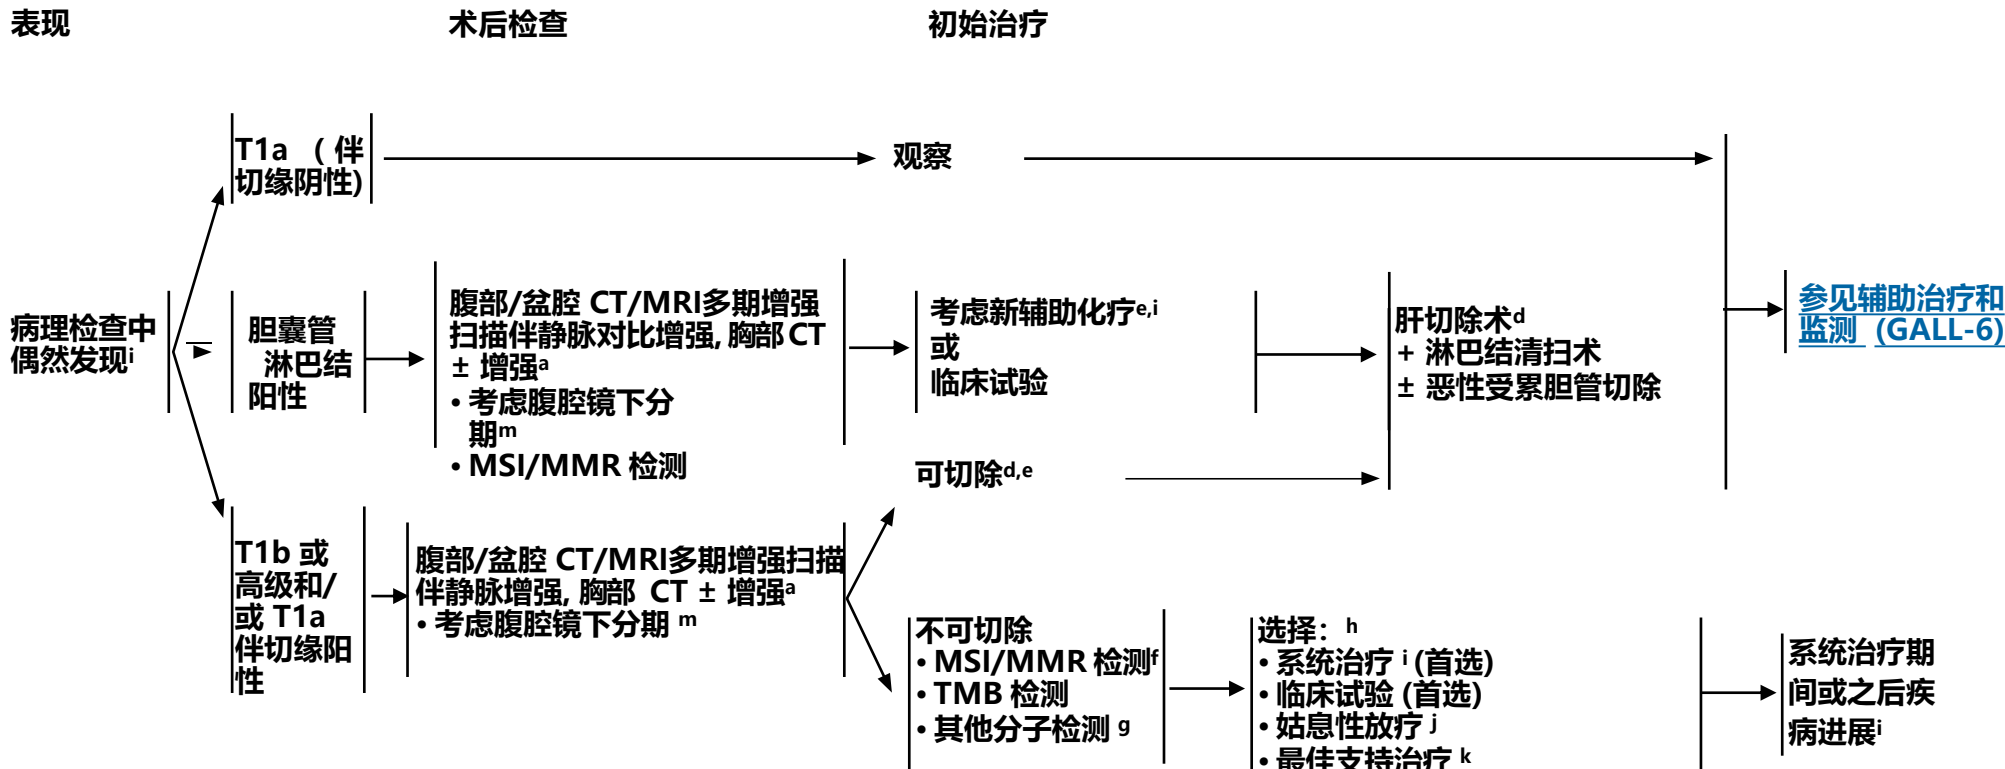 表现
术后检查
初始治疗
T1a （伴
切缘阴性)
观察
病理检查中
偶然发现i
胆囊管
淋巴结
阳性
腹部/盆腔 CT/MRI多期增强
扫描伴静脉对比增强, 胸部 CT
± 增强a
• 考虑腹腔镜下分
期m
• MSI/MMR 检测
考虑新辅助化疗e,i
或
临床试验
肝切除术d
+ 淋巴结清扫术
± 恶性受累胆管切除
参见辅助治疗和
监测 (GALL-6)
可切除d,e
T1b 或
高级和/
或 T1a
伴切缘阳
性
腹部/盆腔 CT/MRI多期增强扫描
伴静脉增强, 胸部 CT ± 增强a
• 考虑腹腔镜下分期 m
不可切除
• MSI/MMR 检测f
• TMB 检测
• 其他分子检测 g
选择：h
• 系统治疗 i (首选)
• 临床试验 (首选)
• 姑息性放疗 j
• 最佳支持治疗 k
系统治疗期
间或之后疾
病进展i